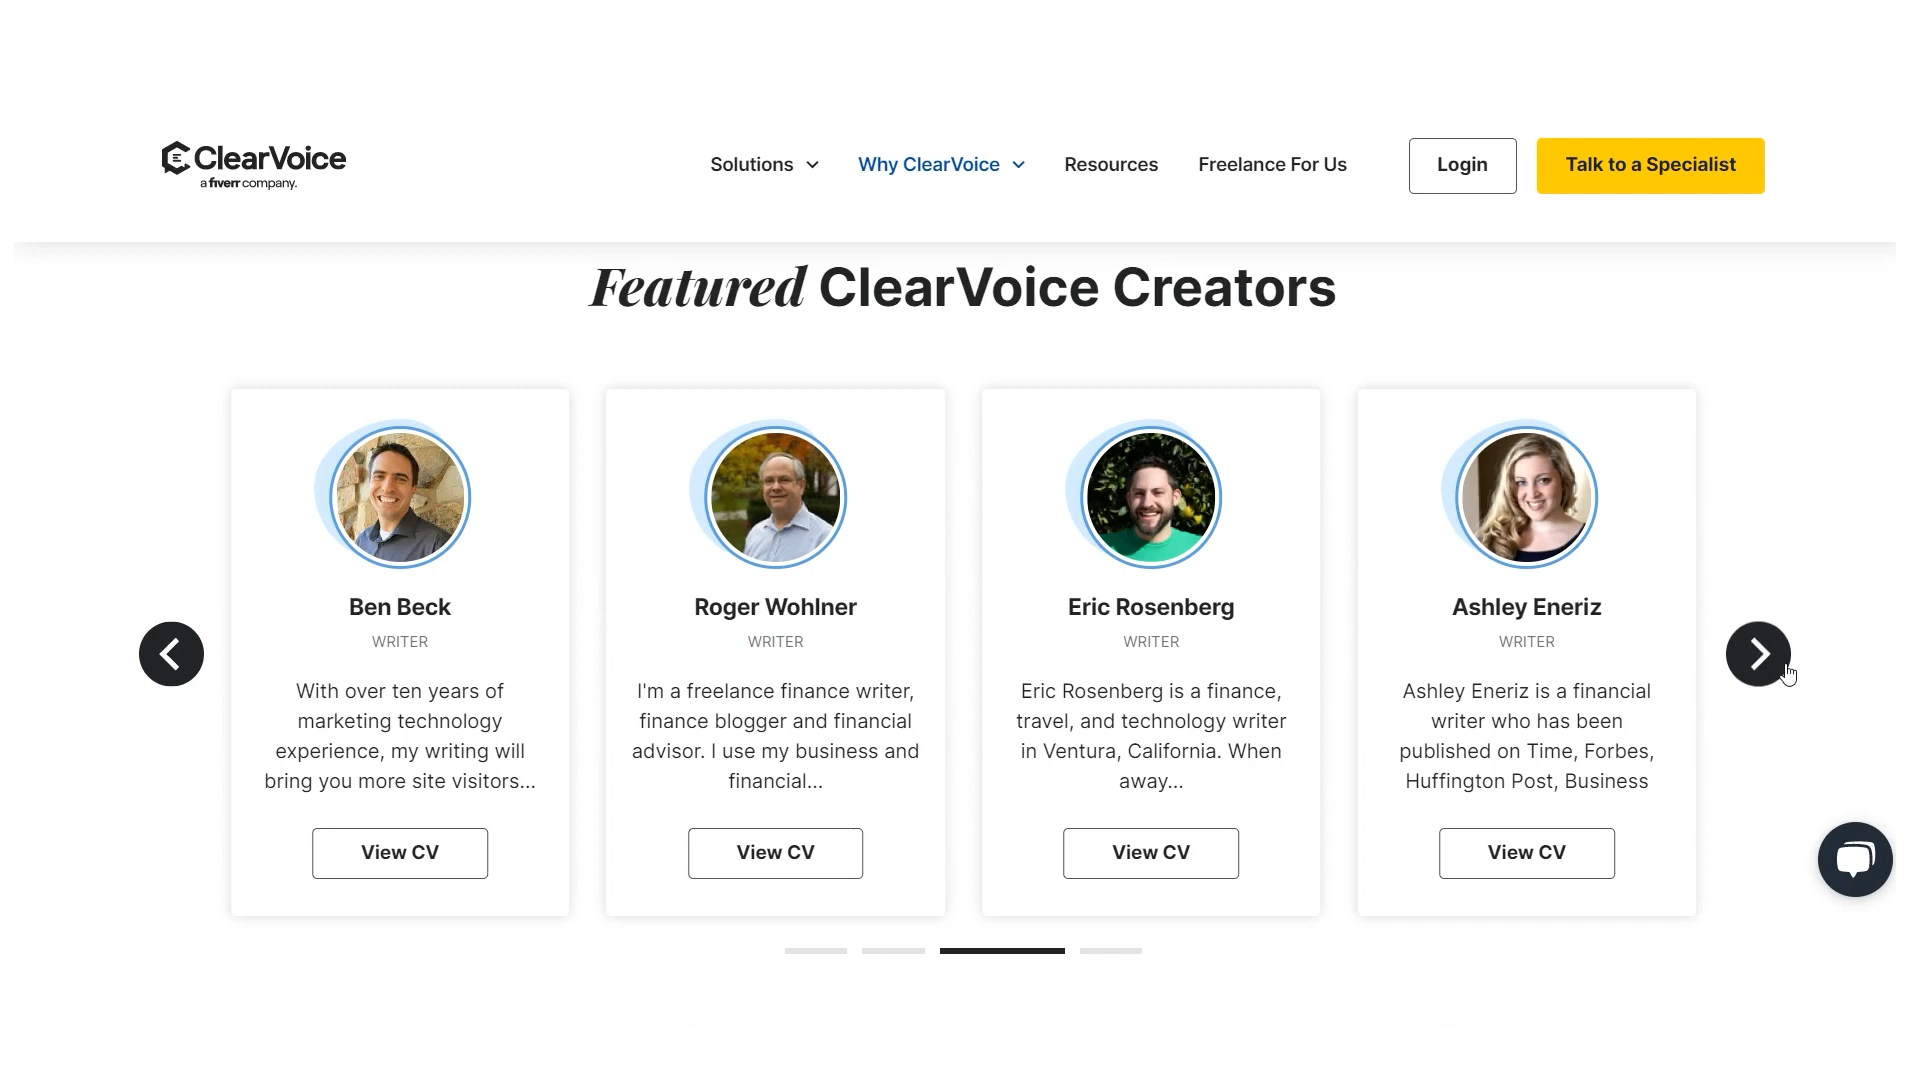 ClearVoice
a fiverr company.
Solutions
Why ClearVoice
Resources
Freelance For Us
Login
Talk to a Specialist
Featured ClearVoice Creators
Ben Beck
WRITER
With over ten years of
marketing technology
experience, my writing will
bring you more site visitors...
View CV
Roger Wohlner
WRITER
I'm a freelance finance writer,
finance blogger and financial
advisor. I use my business and
financial...
View CV
Eric Rosenberg
WRITER
Eric Rosenberg is a finance,
travel, and technology writer
in Ventura, California. When
away...
View CV
Ashley Eneriz
WRITER
Ashley Eneriz is a financial
writer who has been
published on Time, Forbes,
Huffington Post, Business
View CV